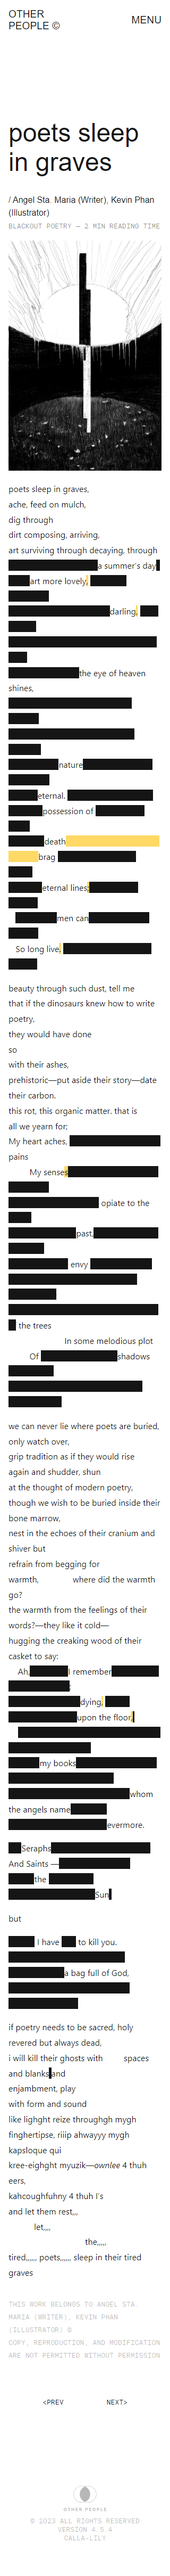 OTHER
PEOPLE ©
MENU
poets sleep
in graves
/ Angel Sta. Maria (Writer), Kevin Phan
(Illustrator)
BLACKOUT POETRY — 2 MIN READING TIME
poets sleep in graves,
ache, feed on mulch,
dig through
dirt composing, arriving,
art surviving through decaying, through
a summer's day
art more lovely,
darling,
the eye of heaven
shines,
nature
eternal,
possession of
death
brag
eternal lines:
men can
So long live,
beauty through such dust, tell me
that if the dinosaurs knew how to write
poetry,
they would have done
so
with their ashes,
prehistoric—put aside their story—date
their carbon.
this rot, this organic matter. that is
all we yearn for;
My heart aches,
pains
My senses
opiate to the
past,
envy
the trees
In some melodious plot
Of shadows
we can never lie where poets are buried,
only watch over,
grip tradition as if they would rise
again and shudder, shun
at the thought of modern poetry,
though we wish to be buried inside their
bone marrow,
nest in the echoes of their cranium and
shiver but
refrain from begging for
warmth, where did the warmth
go?
the warmth from the feelings of their
words?—they like it cold—
hugging the creaking wood of their
casket to say:
Ah, I remember
dying,
upon the floor,
my books
whom
the angels name
evermore.
Seraphs
And Saints —
the
Sun
but
I have to kill you.
a bag full of God,
if poetry needs to be sacred, holy
revered but always dead,
i will kill their ghosts with spaces
and blanks and
enjambment, play
with form and sound
like lighght reize throughgh mygh
finghertipse, riiip ahwayyy mygh
kapsloque qui
kree-eighght myuzik—ownlee 4 thuh
eers,
kahcoughfuhny 4 thuh I's
and let them rest,,,
let,,,,
the,,,,,
tired,,,,,, poets,,,,,, sleep in their tired
graves
THIS WORK BELONGS TO ANGEL STA.
MARIA (WRITER), KEVIN PHAN
(ILLUSTRATOR) ©
COPY, REPRODUCTION, AND MODIFICATION
ARE NOT PERMITTED WITHOUT PERMISSION
<PREV
NEXT>
OTHER PEOPLE
© 2023 ALL RIGHTS RESERVED
VERSION 4.5.4
CALLA-LILY